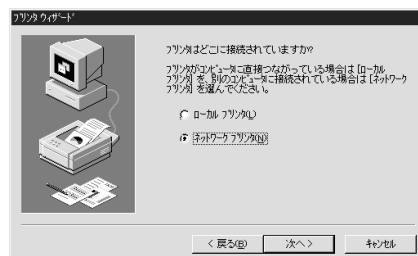 ﾌﾟﾘﾝﾀ ｳｨｻﾞｰﾄﾞ
ﾌﾟﾘﾝﾀはどこに接続されていますか?
ﾌﾟﾘﾝﾀがｺﾝﾋﾟｭｰﾀに直接つながっている場合は [ﾛｰｶﾙ
ﾌﾟﾘﾝﾀ] を、別のｺﾝﾋﾟｭｰﾀに接続されている場合は [ﾈｯﾄﾜｰｸ
ﾌﾟﾘﾝﾀ] を選んでください。
ﾛｰｶﾙ ﾌﾟﾘﾝﾀ(L)
ﾈｯﾄﾜｰｸ ﾌﾟﾘﾝﾀ(N)
< 戻る(B)
次へ >
ｷｬﾝｾﾙ